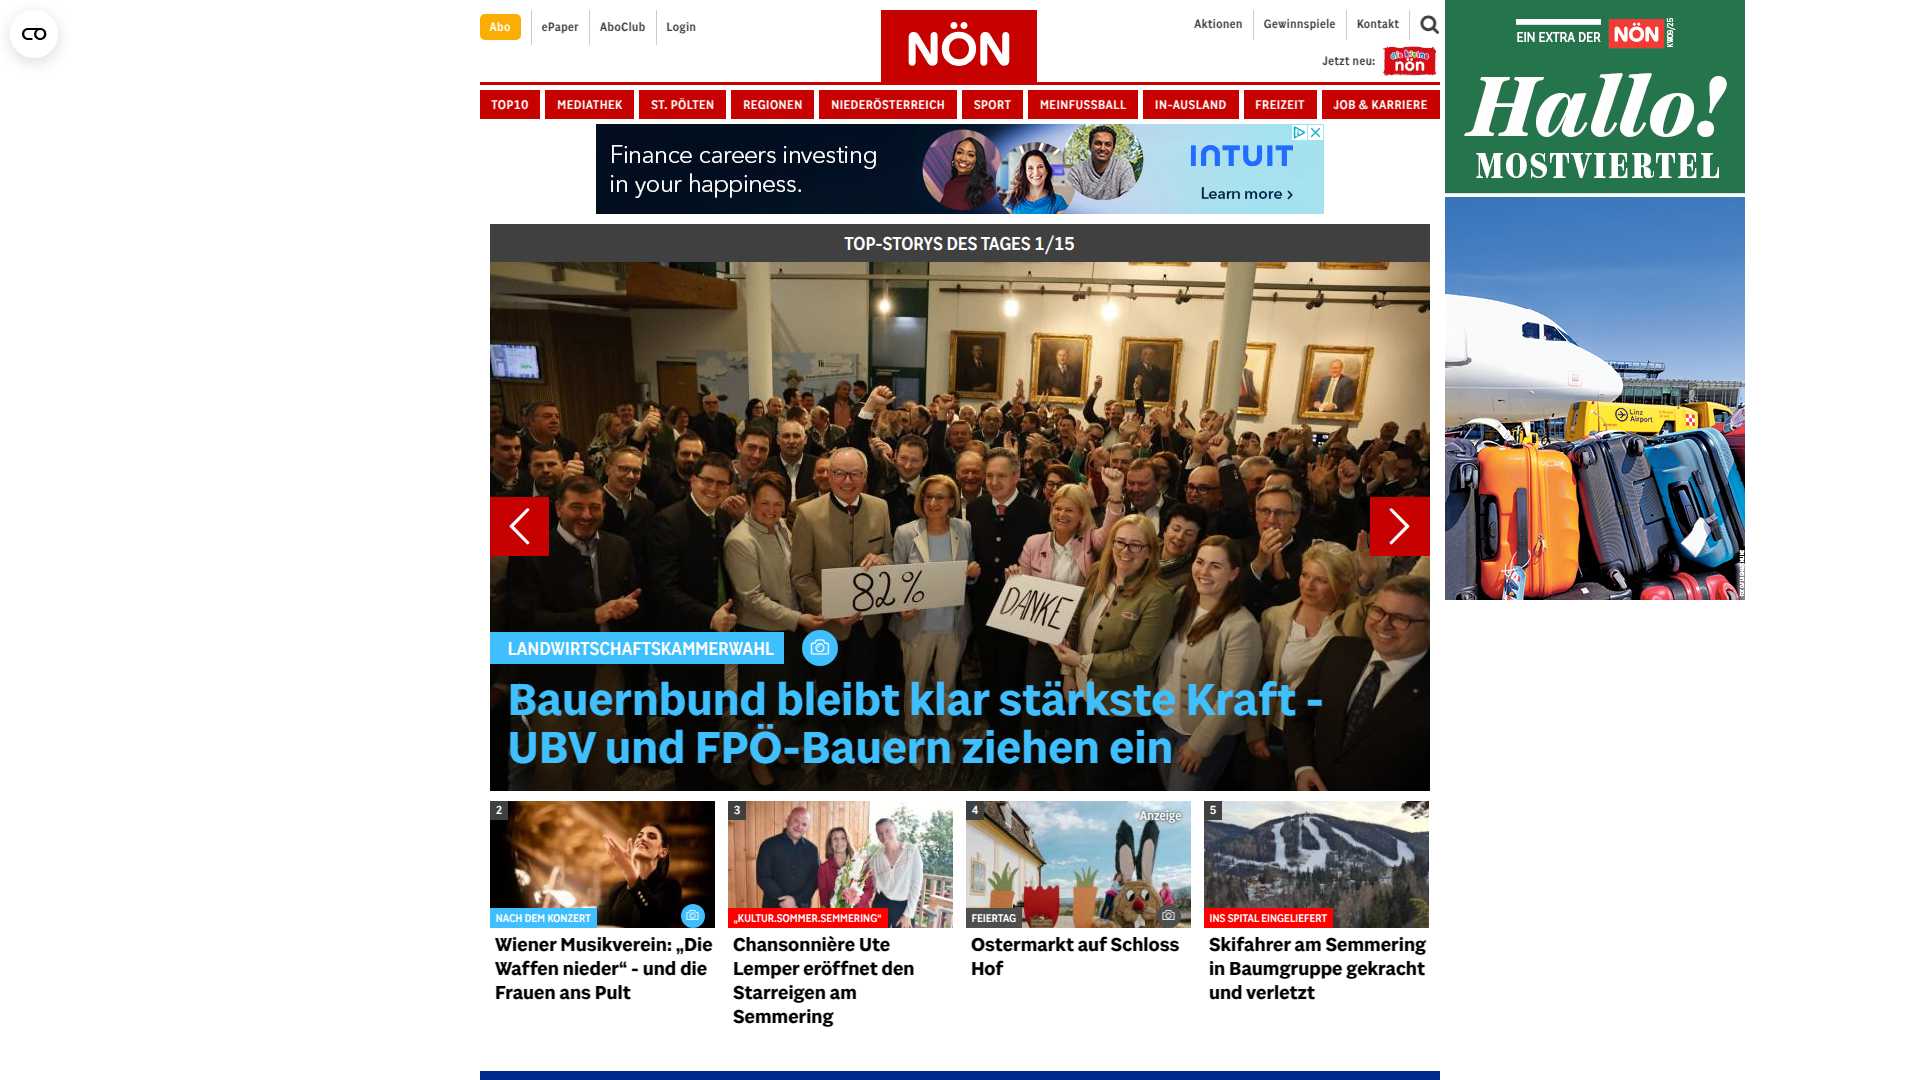 Abo
ePaper
AboClub
Login
NÖN
Aktionen
Gewinnspiele
Kontakt
Jetzt neu:
die kleine
nön
TOP10
MEDIATHEK
ST. PÖLTEN
REGIONEN
NIEDERÖSTERREICH
SPORT
MEINFUSSBALL
IN-AUSLAND
FREIZEIT
JOB & KARRIERE
Finance careers investing
in your happiness.
INTUIT
Learn more >
EIN EXTRA DER
NÖN
KW09/25
Hallo!
MOSTVIERTEL
Linz
Airport
TOP-STORYS DES TAGES 1/15
82%
DANKE
LANDWIRTSCHAFTSKAMMERWAHL
Bauernbund bleibt klar stärkste Kraft -
UBV und FPÖ-Bauern ziehen ein
2
NACH DEM KONZERT
Wiener Musikverein: „Die
Waffen nieder“ - und die
Frauen ans Pult
3
„KULTUR.SOMMER.SEMMERING“
Chansonnière Ute
Lemper eröffnet den
Starreigen am
Semmering
4
Anzeige
FEIERTAG
Ostermarkt auf Schloss
Hof
5
INS SPITAL EINGELIEFERT
Skifahrer am Semmering
in Baumgruppe gekracht
und verletzt